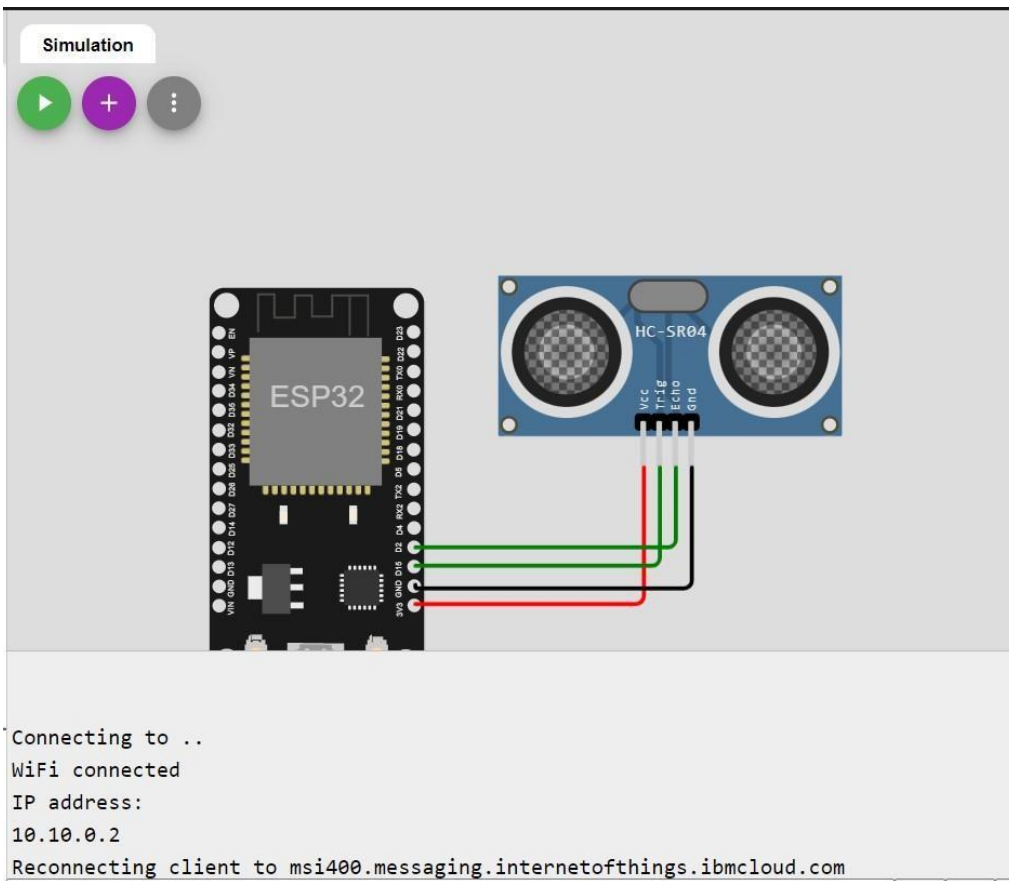 Simulation
HC-SR04
Vcc
Trig
Echo
Gnd
ESP32
EN
VP
VN
D34
D35
D32
D33
D25
D26
D27
D14
D12
D13
GND
VIN
D23
D22
TX0
RX0
D21
D19
D18
D5
TX2
RX2
D4
D2
D15
GND
3V3
Connecting to ..
WiFi connected
IP address:
10.10.0.2
Reconnecting client to msi400.messaging.internetofthings.ibmcloud.com